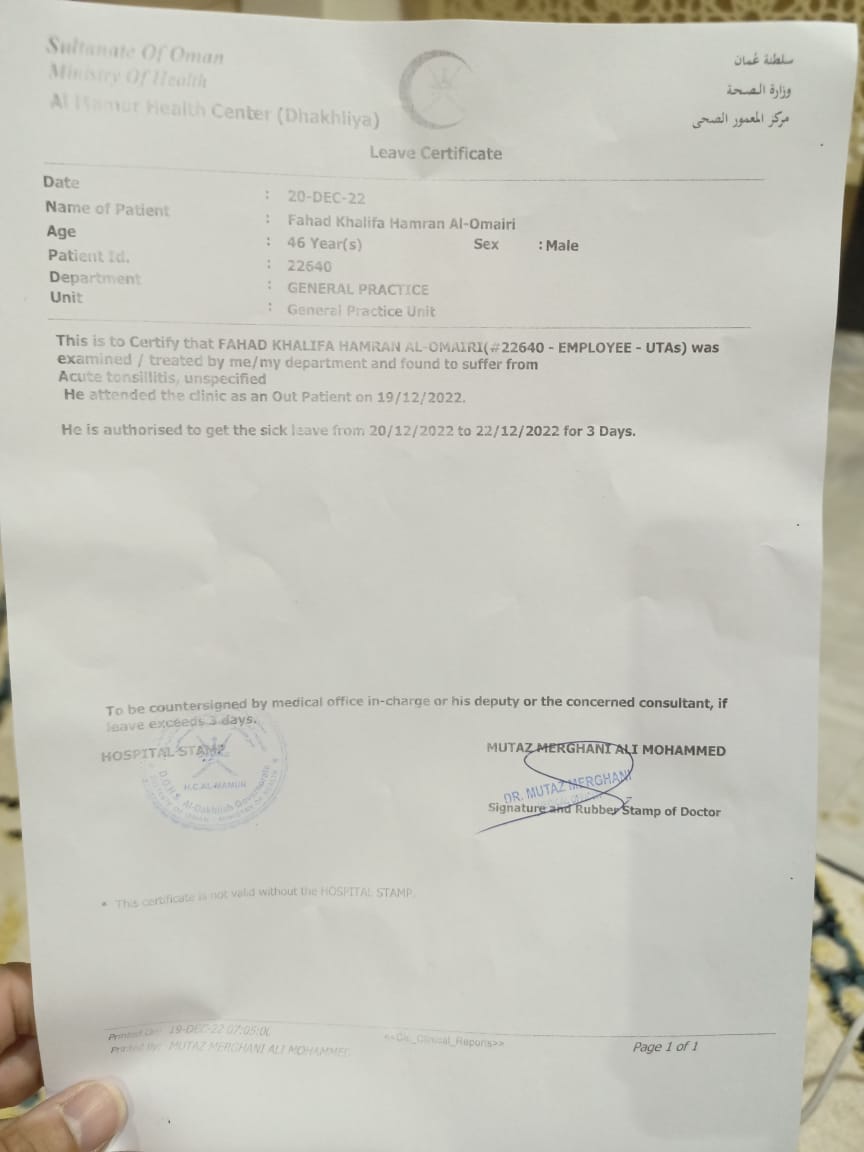 Sultanate Of Oman
Ministry Of Health
Al Mamur Health Center (Dhakhliya)
سلطنة عُمان
وزارة الصحة
مركز المعمور الصحى
Leave Certificate
Date : 20-DEC-22
Name of Patient : Fahad Khalifa Hamran Al-Omairi
Age : 46 Year(s) Sex : Male
Patient Id. : 22640
Department : GENERAL PRACTICE
Unit : General Practice Unit
This is to Certify that FAHAD KHALIFA HAMRAN AL-OMAIRI(#22640 - EMPLOYEE - UTAs) was
examined / treated by me/my department and found to suffer from
Acute tonsillitis, unspecified
He attended the clinic as an Out Patient on 19/12/2022.
He is authorised to get the sick leave from 20/12/2022 to 22/12/2022 for 3 Days.
To be countersigned by medical office in-charge or his deputy or the concerned consultant, if
leave exceeds 3 days.
HOSPITAL STAMP
H.C.AL-MAMUR
D.G.H.S. Al-Dakhliah Governorate
MUTAZ MERGHANI ALI MOHAMMED
DR. MUTAZ MERGHANI
Signature and Rubber Stamp of Doctor
* This certificate is not valid without the HOSPITAL STAMP.
Printed On: 19-DEC-22 07:05:00
Printed By: MUTAZ MERGHANI ALI MOHAMMED
<<Clc_Clinical_Reports>>
Page 1 of 1